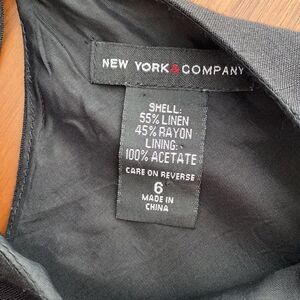 NEW YORK & COMPANY
SHELL:
55% LINEN
45% RAYON
LINING:
100% ACETATE
CARE ON REVERSE
6
MADE IN
CHINA